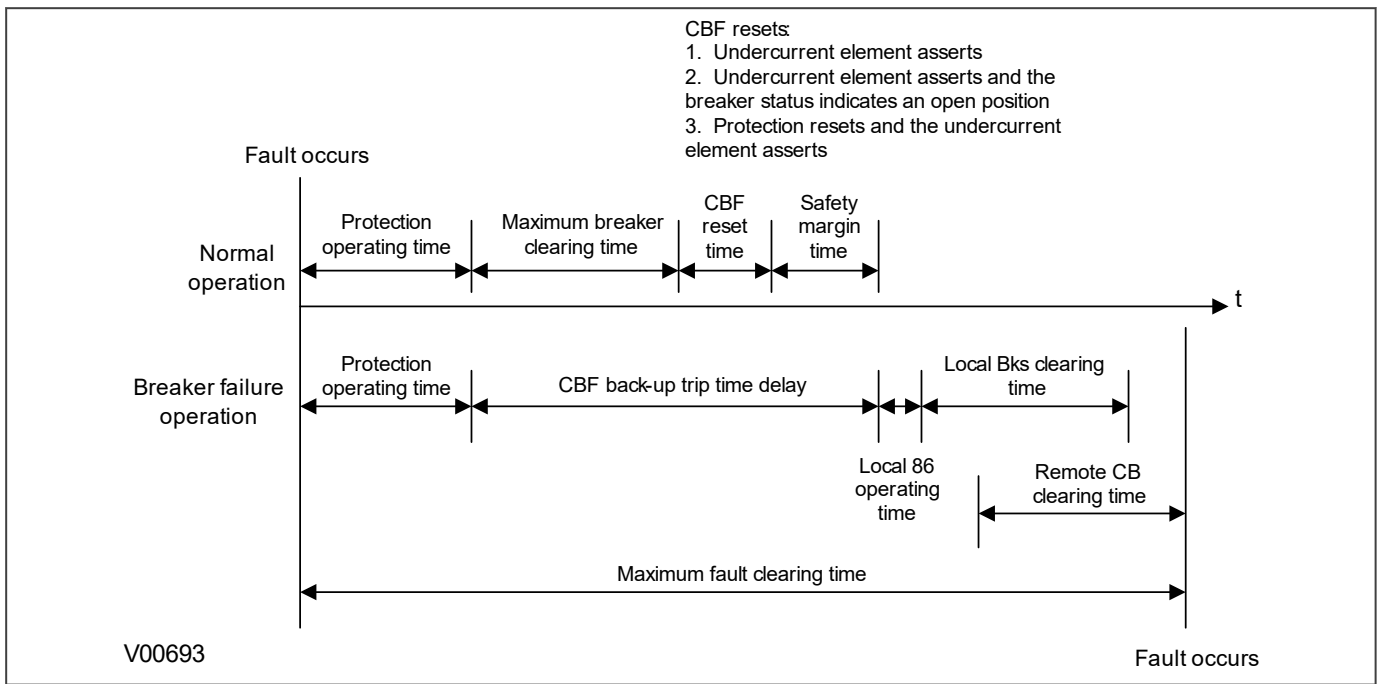 CBF resets:
1. Undercurrent element asserts
2. Undercurrent element asserts and the
breaker status indicates an open position
3. Protection resets and the undercurrent
element asserts
Fault occurs
Normal
operation
Protection
operating time
Maximum breaker
clearing time
CBF
reset
time
Safety
margin
time
t
Breaker failure
operation
Protection
operating time
CBF back-up trip time delay
Local Bks clearing
time
Local 86
operating
time
Remote CB
clearing time
Maximum fault clearing time
V00693
Fault occurs